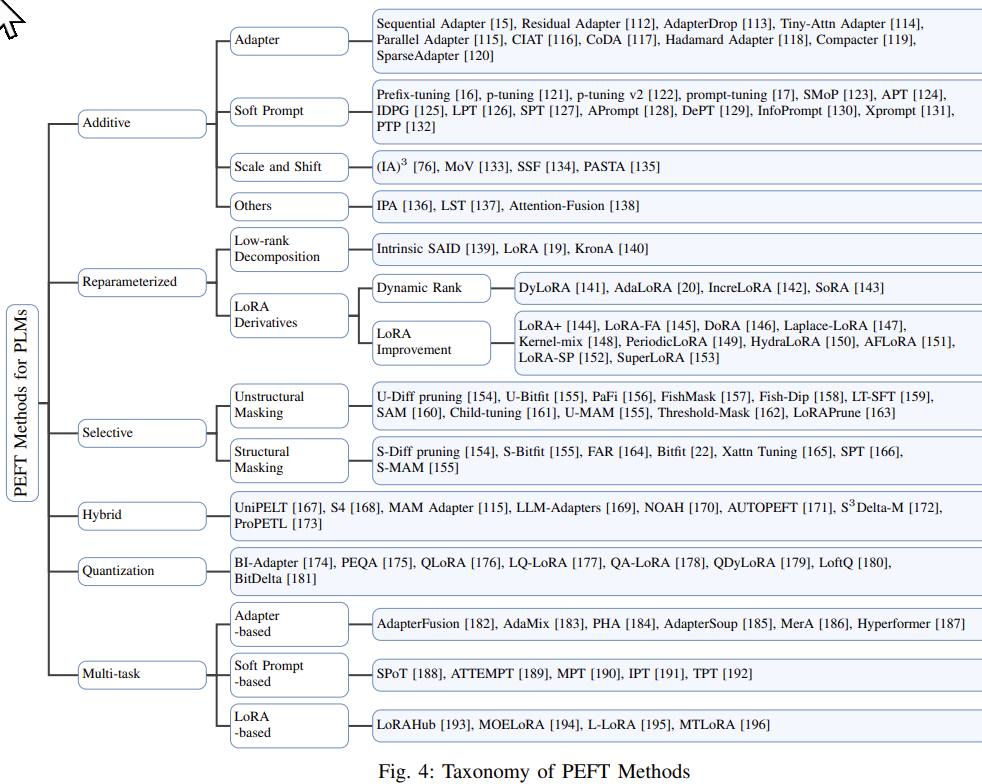 PEFT Methods for PLMs
Additive
Adapter
Sequential Adapter [15], Residual Adapter [112], AdapterDrop [113], Tiny-Attn Adapter [114],
Parallel Adapter [115], CIAT [116], CoDA [117], Hadamard Adapter [118], Compacter [119],
SparseAdapter [120]
Soft Prompt
Prefix-tuning [16], p-tuning [121], p-tuning v2 [122], prompt-tuning [17], SMoP [123], APT [124],
IDPG [125], LPT [126], SPT [127], APrompt [128], DePT [129], InfoPrompt [130], Xprompt [131],
PTP [132]
Scale and Shift
(IA)³ [76], MoV [133], SSF [134], PASTA [135]
Others
IPA [136], LST [137], Attention-Fusion [138]
Reparameterized
Low-rank
Decomposition
Intrinsic SAID [139], LoRA [19], KronA [140]
LoRA
Derivatives
Dynamic Rank
DyLoRA [141], AdaLoRA [20], IncreLoRA [142], SoRA [143]
LoRA
Improvement
LoRA+ [144], LoRA-FA [145], DoRA [146], Laplace-LoRA [147],
Kernel-mix [148], PeriodicLoRA [149], HydraLoRA [150], AFLoRA [151],
LoRA-SP [152], SuperLoRA [153]
Selective
Unstructural
Masking
U-Diff pruning [154], U-Bitfit [155], PaFi [156], FishMask [157], Fish-Dip [158], LT-SFT [159],
SAM [160], Child-tuning [161], U-MAM [155], Threshold-Mask [162], LoRAPrune [163]
Structural
Masking
S-Diff pruning [154], S-Bitfit [155], FAR [164], Bitfit [22], Xattn Tuning [165], SPT [166],
S-MAM [155]
Hybrid
UniPELT [167], S4 [168], MAM Adapter [115], LLM-Adapters [169], NOAH [170], AUTOPEFT [171], S³Delta-M [172],
ProPETL [173]
Quantization
BI-Adapter [174], PEQA [175], QLoRA [176], LQ-LoRA [177], QA-LoRA [178], QDyLoRA [179], LoftQ [180],
BitDelta [181]
Multi-task
Adapter
-based
AdapterFusion [182], AdaMix [183], PHA [184], AdapterSoup [185], MerA [186], Hyperformer [187]
Soft Prompt
-based
SPoT [188], ATTEMPT [189], MPT [190], IPT [191], TPT [192]
LoRA
-based
LoRAHub [193], MOELoRA [194], L-LoRA [195], MTLoRA [196]
Fig. 4: Taxonomy of PEFT Methods